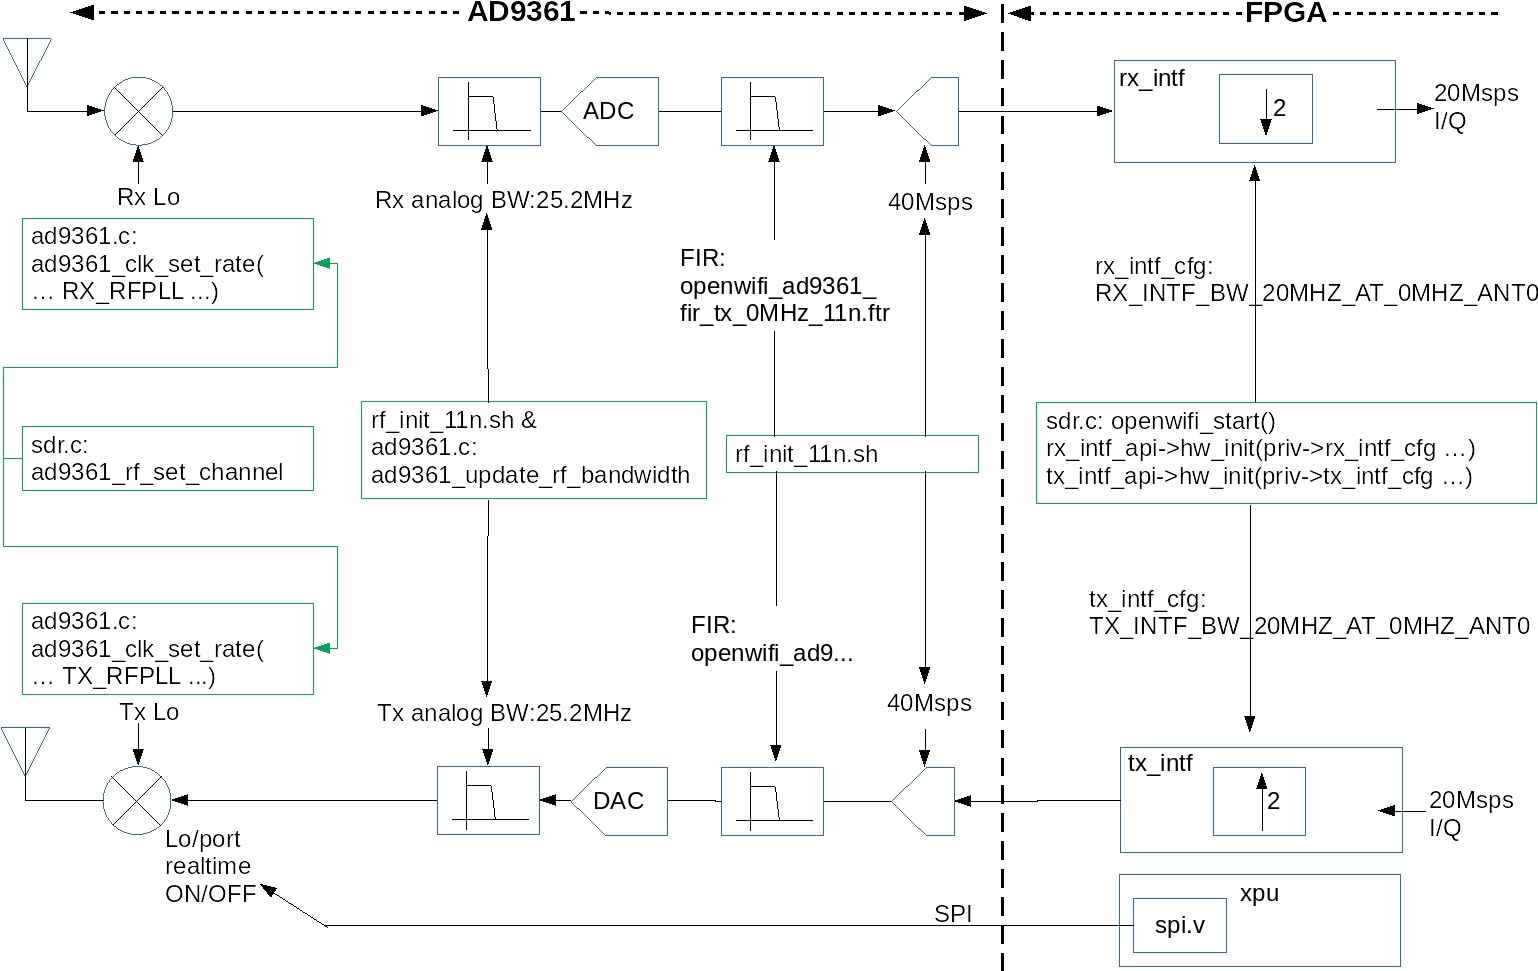 AD9361
FPGA
rx_intf
2
20Msps
I/Q
ADC
Rx Lo
Rx analog BW:25.2MHz
40Msps
ad9361.c:
ad9361_clk_set_rate(
… RX_RFPLL ...)
FIR:
openwifi_ad9361_
fir_tx_0MHz_11n.ftr
rx_intf_cfg:
RX_INTF_BW_20MHZ_AT_0MHZ_ANT0
sdr.c:
ad9361_rf_set_channel
rf_init_11n.sh &
ad9361.c:
ad9361_update_rf_bandwidth
rf_init_11n.sh
sdr.c: openwifi_start()
rx_intf_api->hw_init(priv->rx_intf_cfg …)
tx_intf_api->hw_init(priv->tx_intf_cfg …)
ad9361.c:
ad9361_clk_set_rate(
… TX_RFPLL ...)
FIR:
openwifi_ad9...
tx_intf_cfg:
TX_INTF_BW_20MHZ_AT_0MHZ_ANT0
Tx Lo
Tx analog BW:25.2MHz
40Msps
DAC
tx_intf
2
20Msps
I/Q
Lo/port
realtime
ON/OFF
SPI
xpu
spi.v